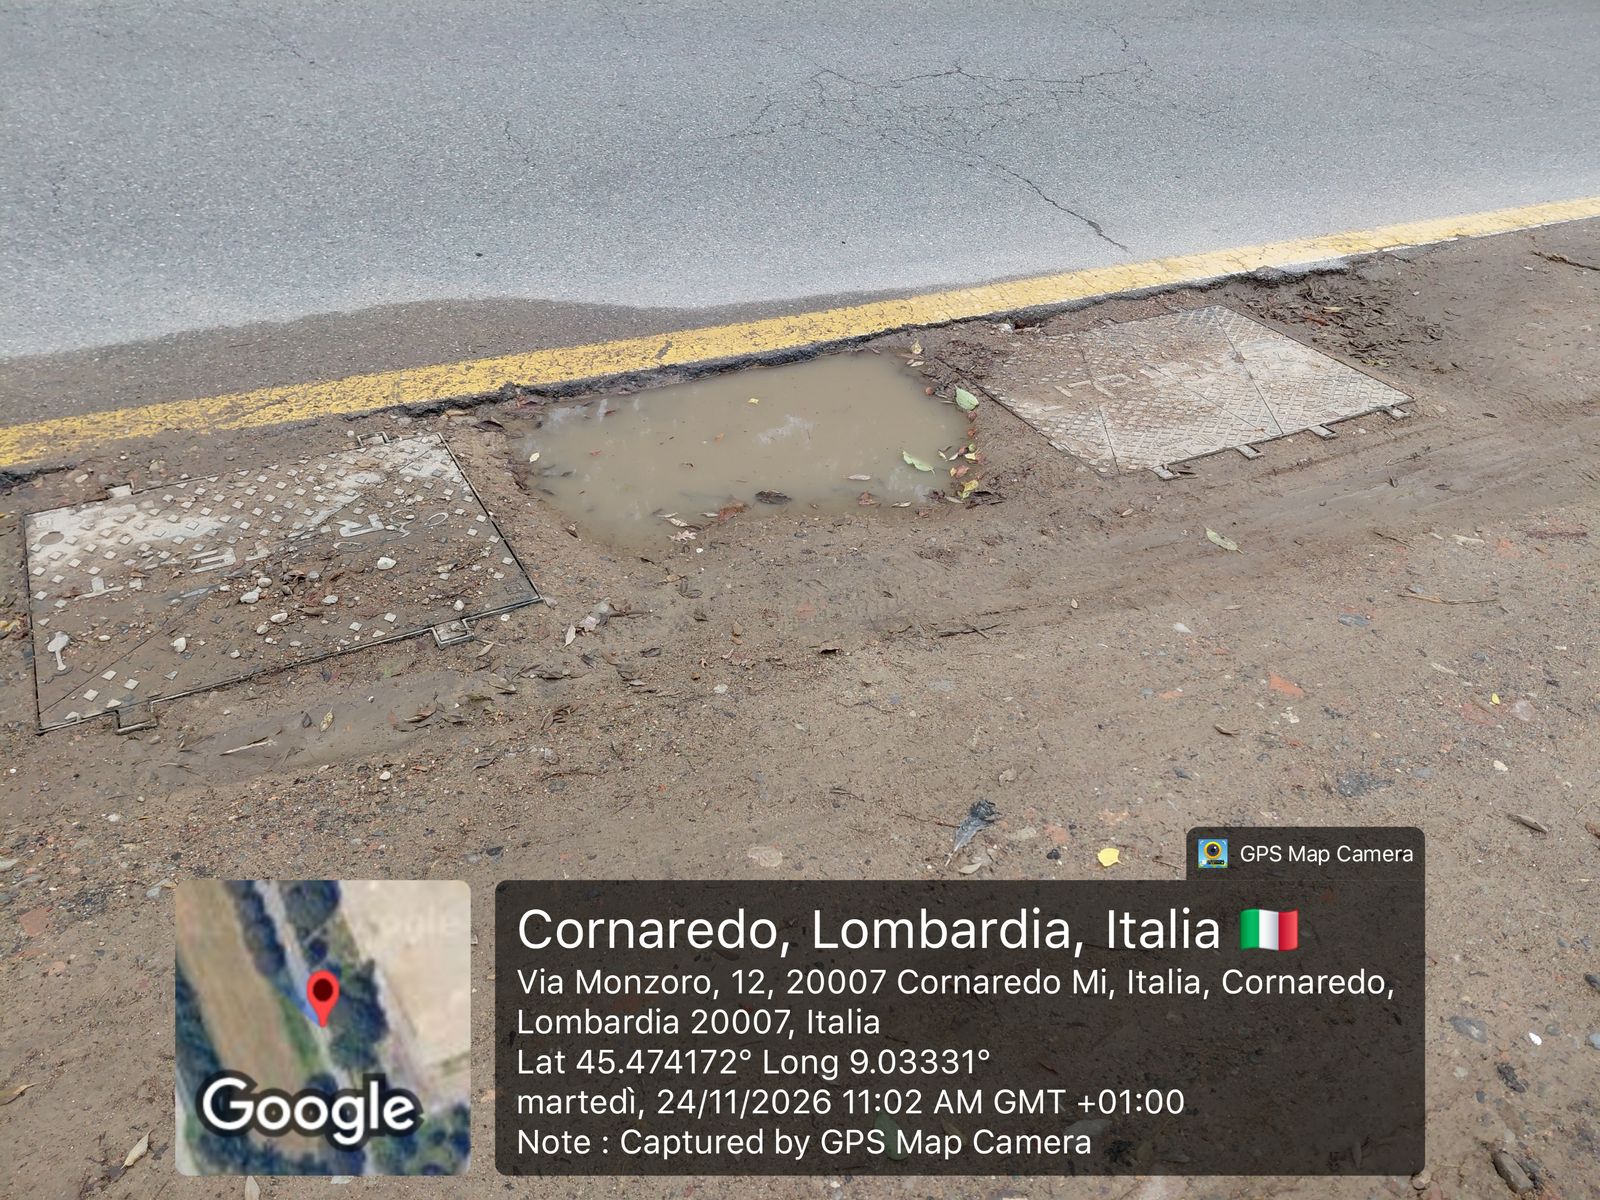 GPS Map Camera
Cornaredo, Lombardia, Italia
Via Monzoro, 12, 20007 Cornaredo Mi, Italia, Cornaredo,
Lombardia 20007, Italia
Lat 45.474172° Long 9.03331°
martedì, 24/11/2026 11:02 AM GMT +01:00
Note : Captured by GPS Map Camera
Google